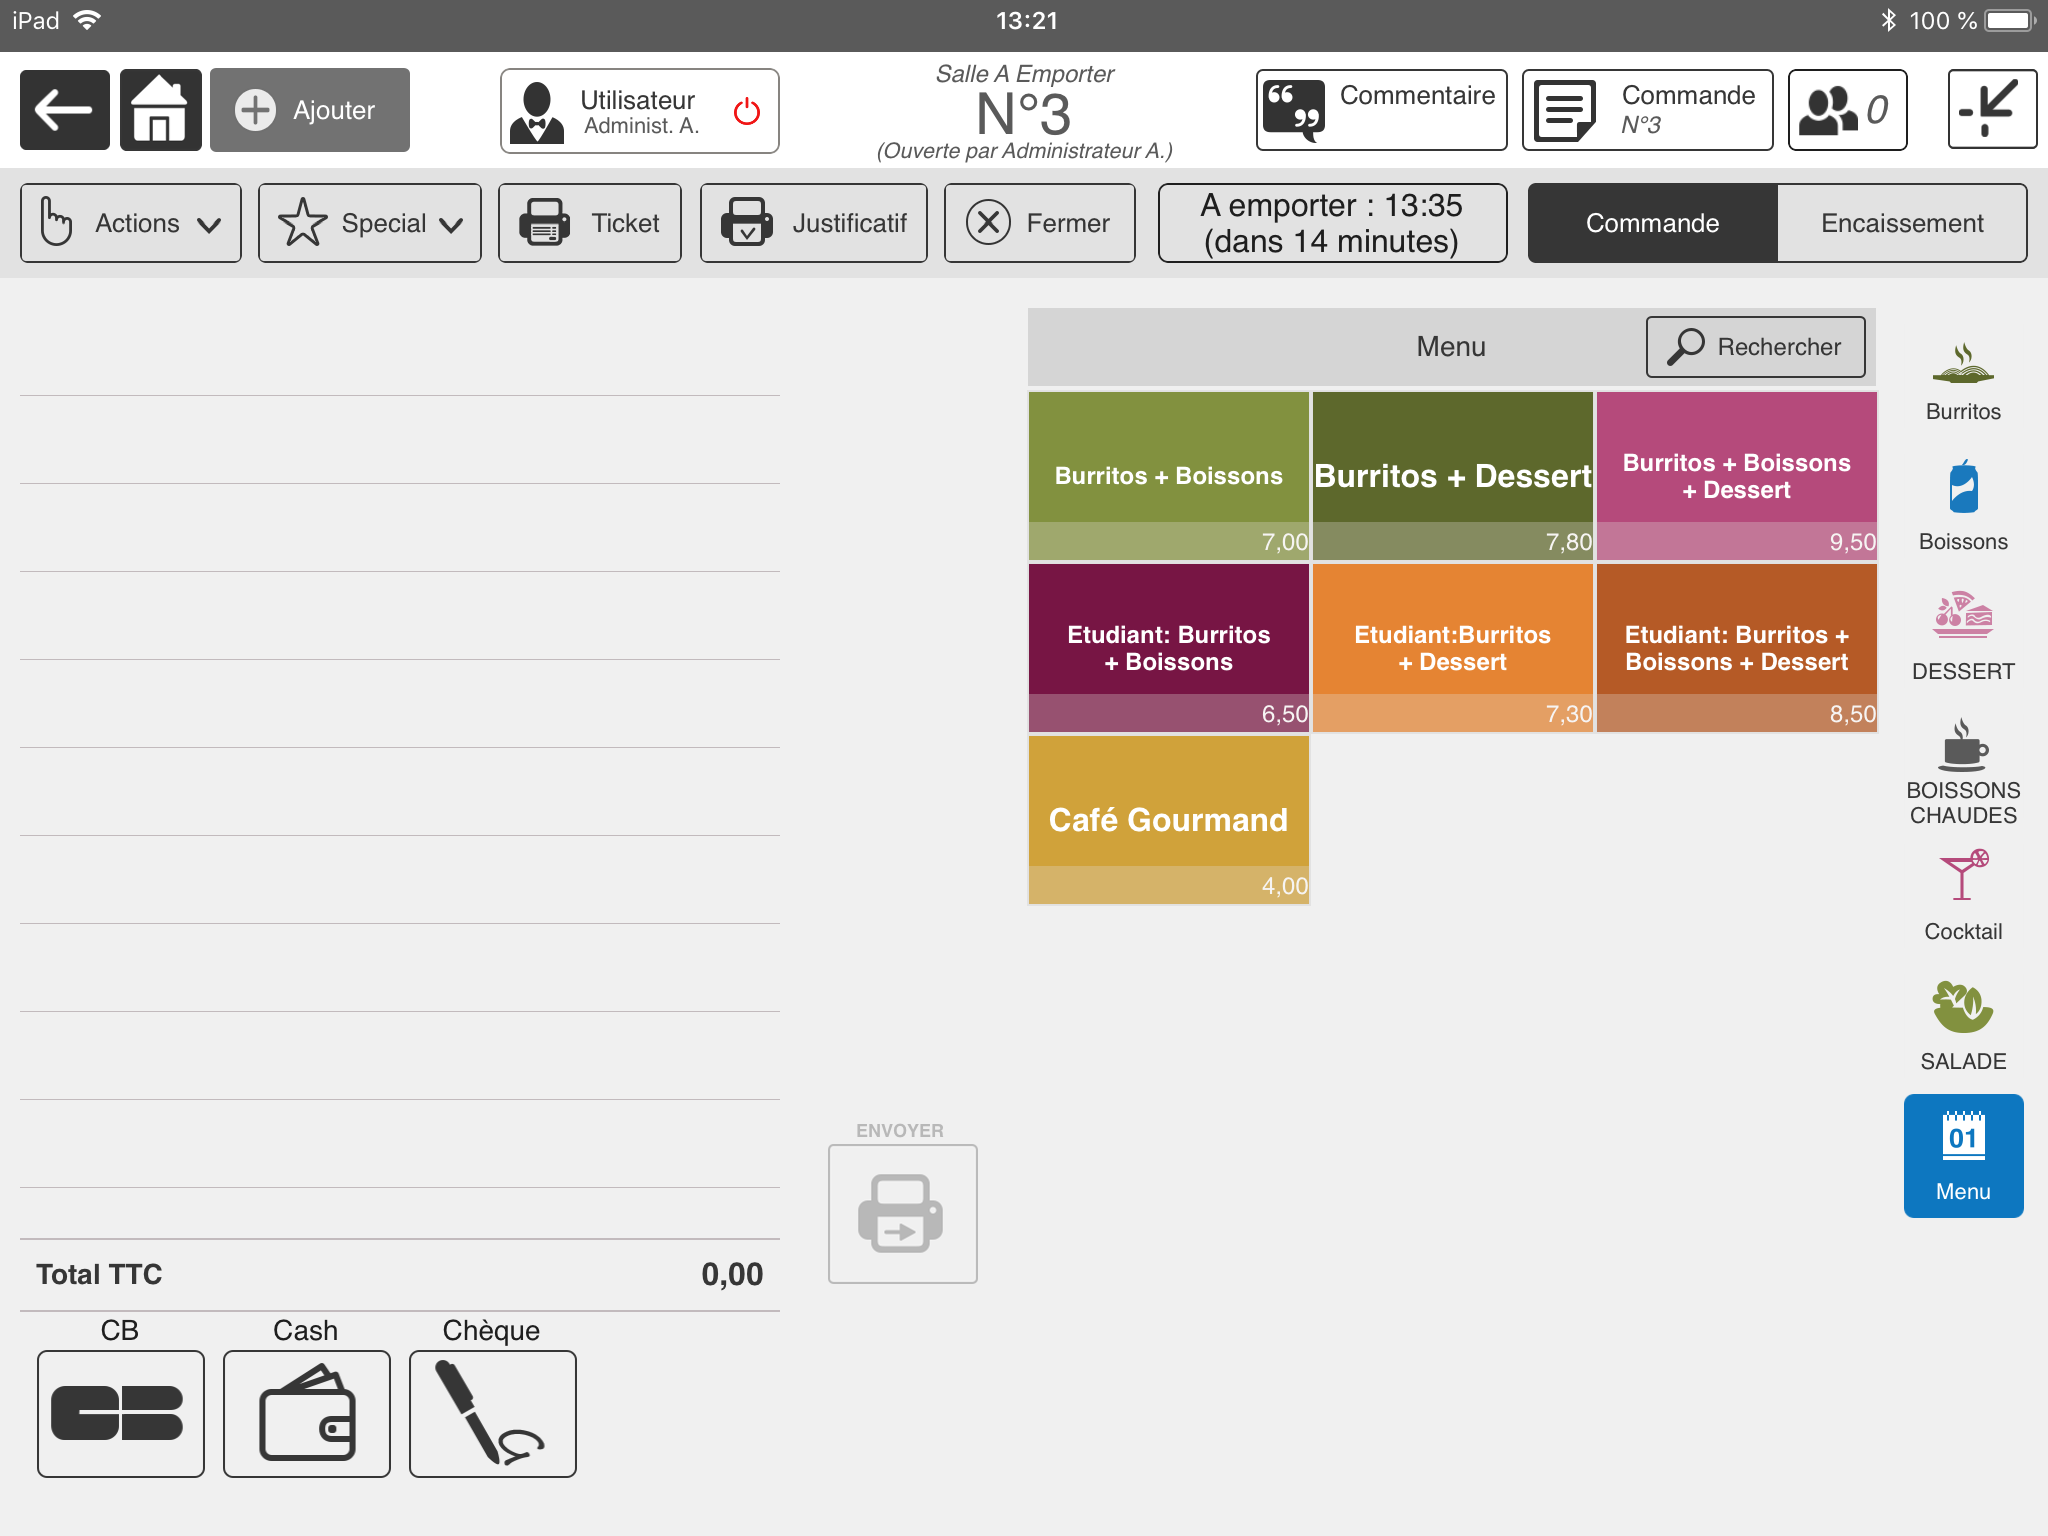 iPad
13:21
100 %
Ajouter
Utilisateur
Administ. A.
Salle A Emporter
N°3
(Ouverte par Administrateur A.)
Commentaire
Commande
N°3
0
Actions
Special
Ticket
Justificatif
Fermer
A emporter : 13:35
(dans 14 minutes)
Commande
Encaissement
Menu
Rechercher
Burritos + Boissons
7,00
Burritos + Dessert
7,80
Burritos + Boissons
+ Dessert
9,50
Etudiant: Burritos
+ Boissons
6,50
Etudiant:Burritos
+ Dessert
7,30
Etudiant: Burritos +
Boissons + Dessert
8,50
Café Gourmand
4,00
Burritos
Boissons
DESSERT
BOISSONS
CHAUDES
Cocktail
SALADE
01
Menu
ENVOYER
Total TTC
0,00
CB
Cash
Chèque